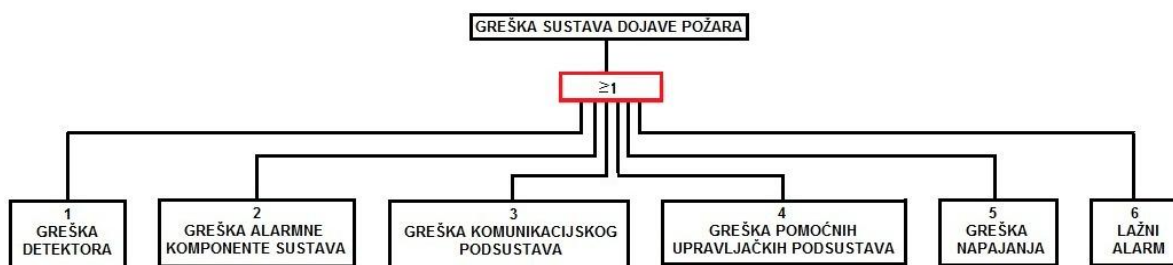 GREŠKA SUSTAVA DOJAVE POŽARA
≥1
1
GREŠKA
DETEKTORA
2
GREŠKA ALARMNE
KOMPONENTE SUSTAVA
3
GREŠKA KOMUNIKACIJSKOG
PODSUSTAVA
4
GREŠKA POMOĆNIH
UPRAVLJAČKIH PODSUSTAVA
5
GREŠKA
NAPAJANJA
6
LAŽNI
ALARM